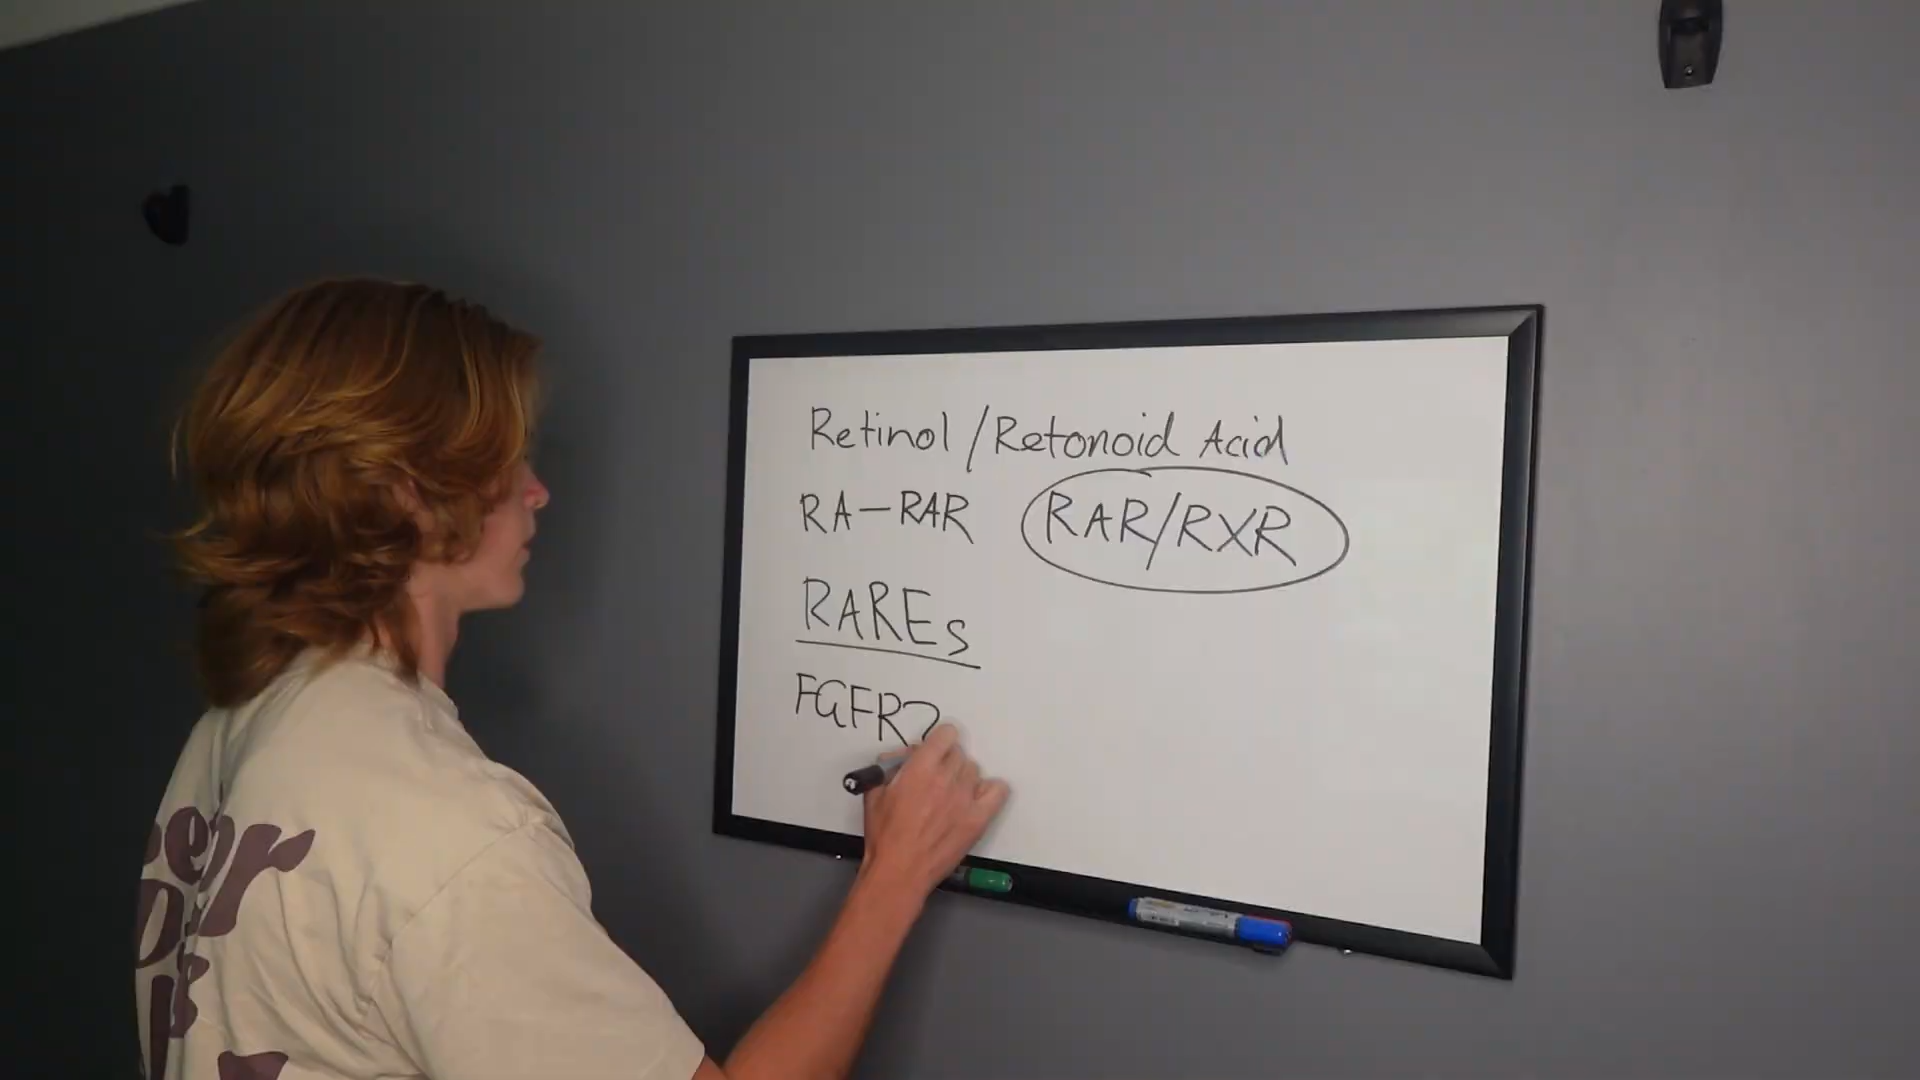 Retinol / Retonoid Acid
RA-RAR RAR/RXR
RAREs
FGFR2